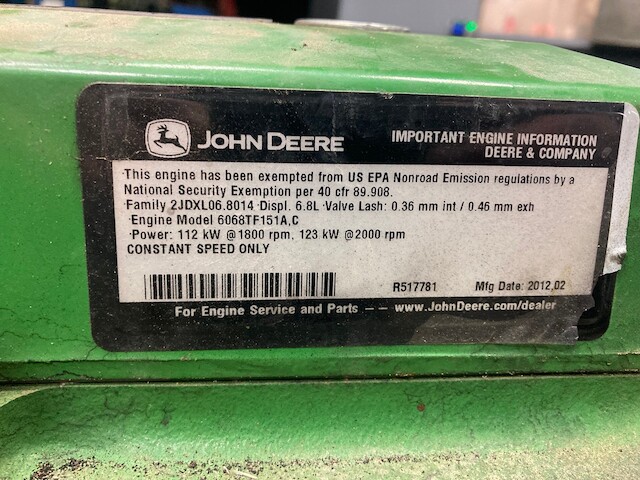 JOHN DEERE
IMPORTANT ENGINE INFORMATION
DEERE & COMPANY
This engine has been exempted from US EPA Nonroad Emission regulations by a
National Security Exemption per 40 cfr 89.908.
Family 2JDXL06.8014 Displ. 6.8L Valve Lash: 0.36 mm int / 0.46 mm exh
Engine Model 6068TF151A,C
Power: 112 kW @1800 rpm, 123 kW @2000 rpm
CONSTANT SPEED ONLY
R517781 Mfg Date: 2012,02
For Engine Service and Parts — — www.JohnDeere.com/dealer